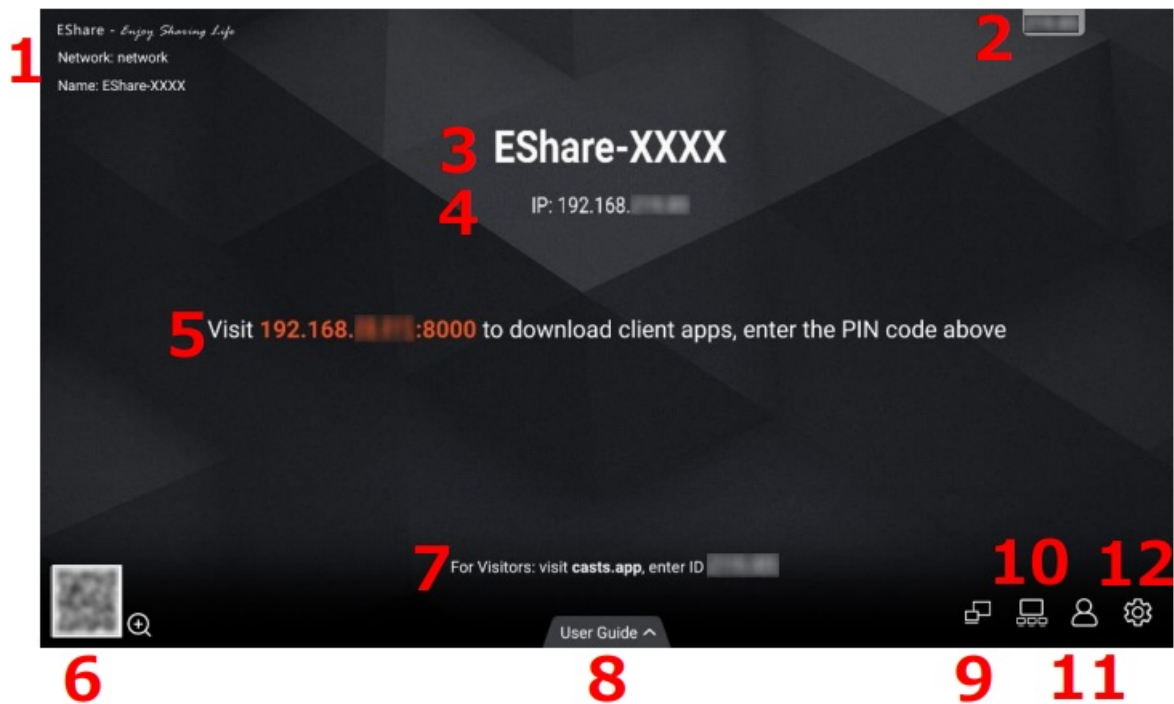 1
EShare - Enjoy Sharing Life
Network: network
Name: EShare-XXXX
2
3
EShare-XXXX
4
IP: 192.168.
5
Visit 192.168. :8000 to download client apps, enter the PIN code above
7
For Visitors: visit casts.app, enter ID
10
12
User Guide
6
8
9
11